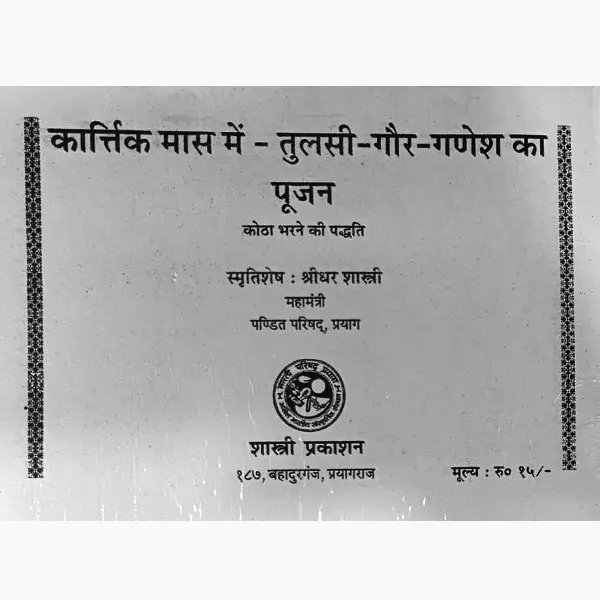 कार्त्तिक मास में - तुलसी-गौर-गणेश का
पूजन
कोठा भरने की पद्धति
स्मृतिशेष : श्रीधर शास्त्री
महामंत्री
पण्डित परिषद्, प्रयाग
शास्त्री प्रकाशन
१८७, बहादुरगंज, प्रयागराज
मूल्य : रु० १५/-